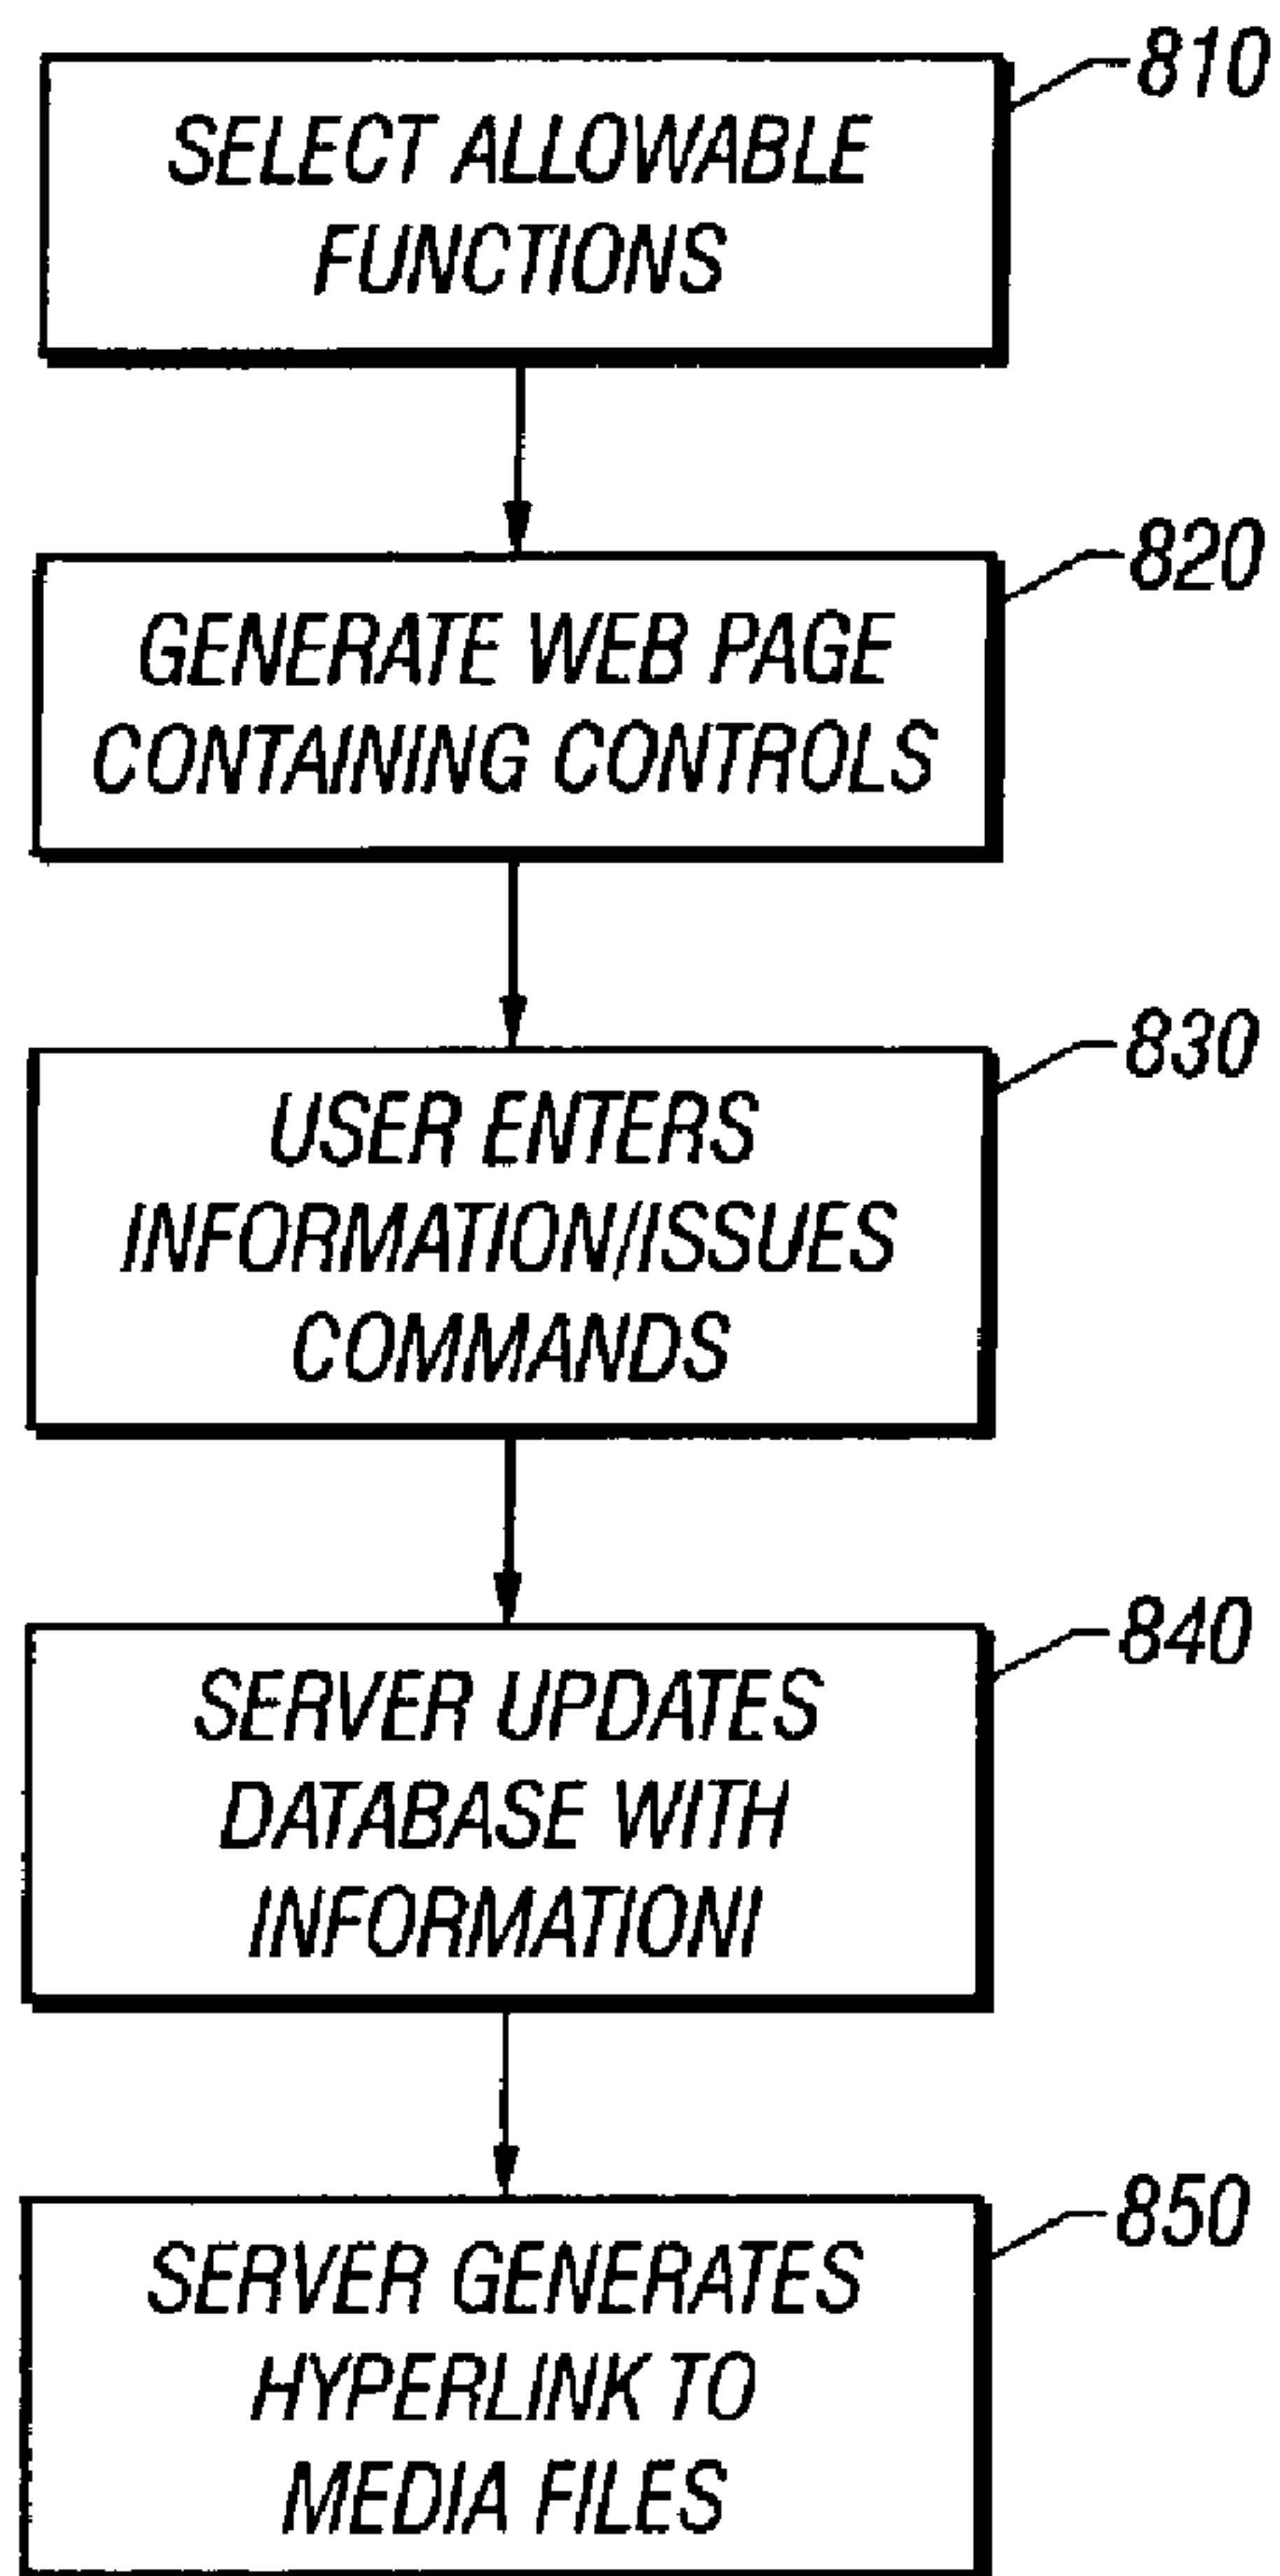 810
SELECT ALLOWABLE
FUNCTIONS
820
GENERATE WEB PAGE
CONTAINING CONTROLS
830
USER ENTERS
INFORMATION/ISSUES
COMMANDS
840
SERVER UPDATES
DATABASE WITH
INFORMATIONI
850
SERVER GENERATES
HYPERLINK TO
MEDIA FILES